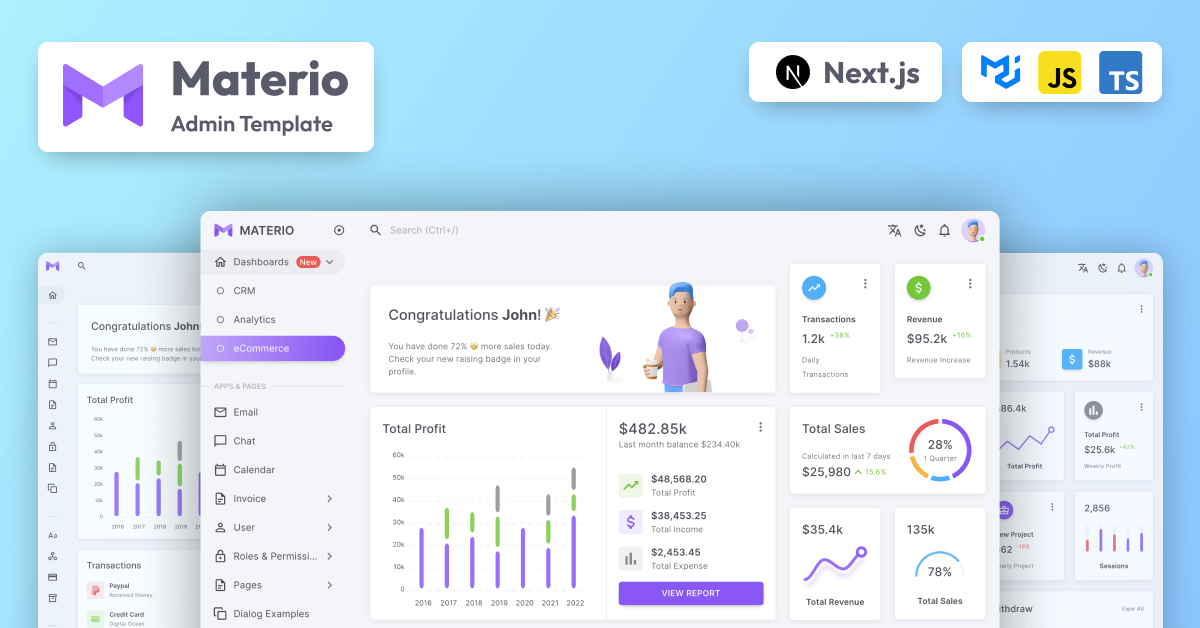 Materio
Admin Template
N
Next.js
JS
TS
MATERIO
Search (Ctrl+/)
Dashboards New
CRM
Analytics
eCommerce
APPS & PAGES
Email
Chat
Calendar
Invoice
User
Roles & Permissi...
Pages
Dialog Examples
Congratulations John! 🎉
You have done 72% 🤩 more sales today.
Check your new raising badge in your
profile.
Transactions
1.2k +38%
Daily
Transactions
$
Revenue
$95.2k +16%
Revenue Increase
Total Profit
60k
50k
40k
30k
20k
10k
0
2016 2017 2018 2019 2020 2021 2022
$482.85k
Last month balance $234.40k
$48,568.20
Total Profit
$
$38,453.25
Total Income
$2,453.45
Total Expense
VIEW REPORT
Total Sales
Calculated in last 7 days
$25,980 15.6%
28%
1 Quarter
$35.4k
Total Revenue
135k
78%
Total Sales
Aa
Congratulations John
You have done 72% 🤩 more sales
Check your new raising badge in your
Total Profit
60k
50k
40k
30k
20k
10k
0
2016 2017 2018 2019
Transactions
Paypal
Received Money
Credit Card
Digital Ocean
Products
1.54k
$
Revenue
$88k
86.4k
Total Profit
Total Profit
$25.6k +42%
Weekly Profit
New Project
862 -18%
Yearly Project
2,856
Sessions
Withdraw
View All